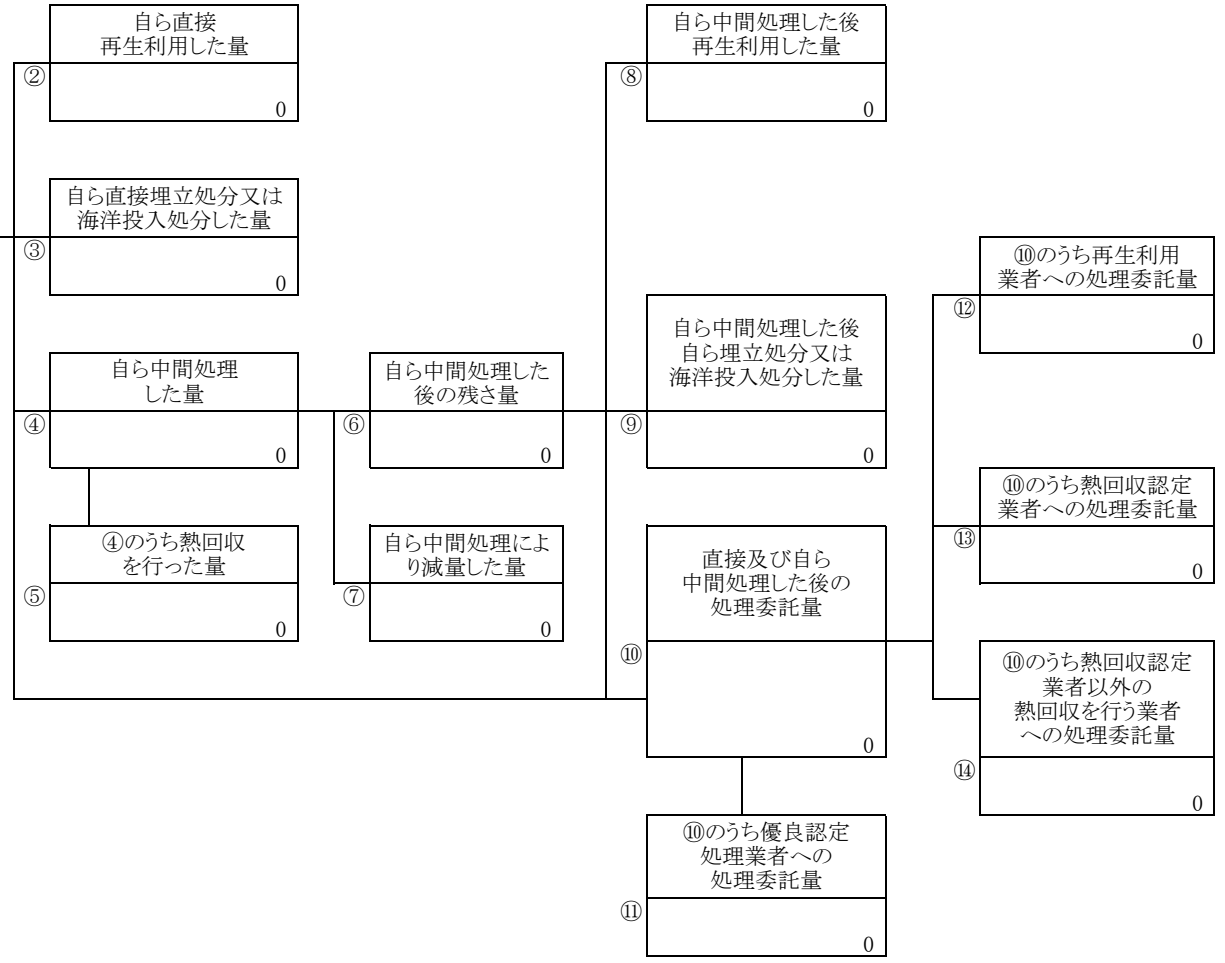 自ら直接
再生利用した量
②
0
自ら直接埋立処分又は
海洋投入処分した量
③
0
自ら中間処理
した量
④
0
④のうち熱回収
を行った量
⑤
0
自ら中間処理した
後の残さ量
⑥
0
自ら中間処理によ
り減量した量
⑦
0
自ら中間処理した後
再生利用した量
⑧
0
自ら中間処理した後
自ら埋立処分又は
海洋投入処分した量
⑨
0
直接及び自ら
中間処理した後の
処理委託量
⑩
0
⑩のうち優良認定
処理業者への
処理委託量
⑪
0
⑩のうち再生利用
業者への処理委託量
⑫
0
⑩のうち熱回収認定
業者への処理委託量
⑬
0
⑩のうち熱回収認定
業者以外の
熱回収を行う業者
への処理委託量
⑭
0